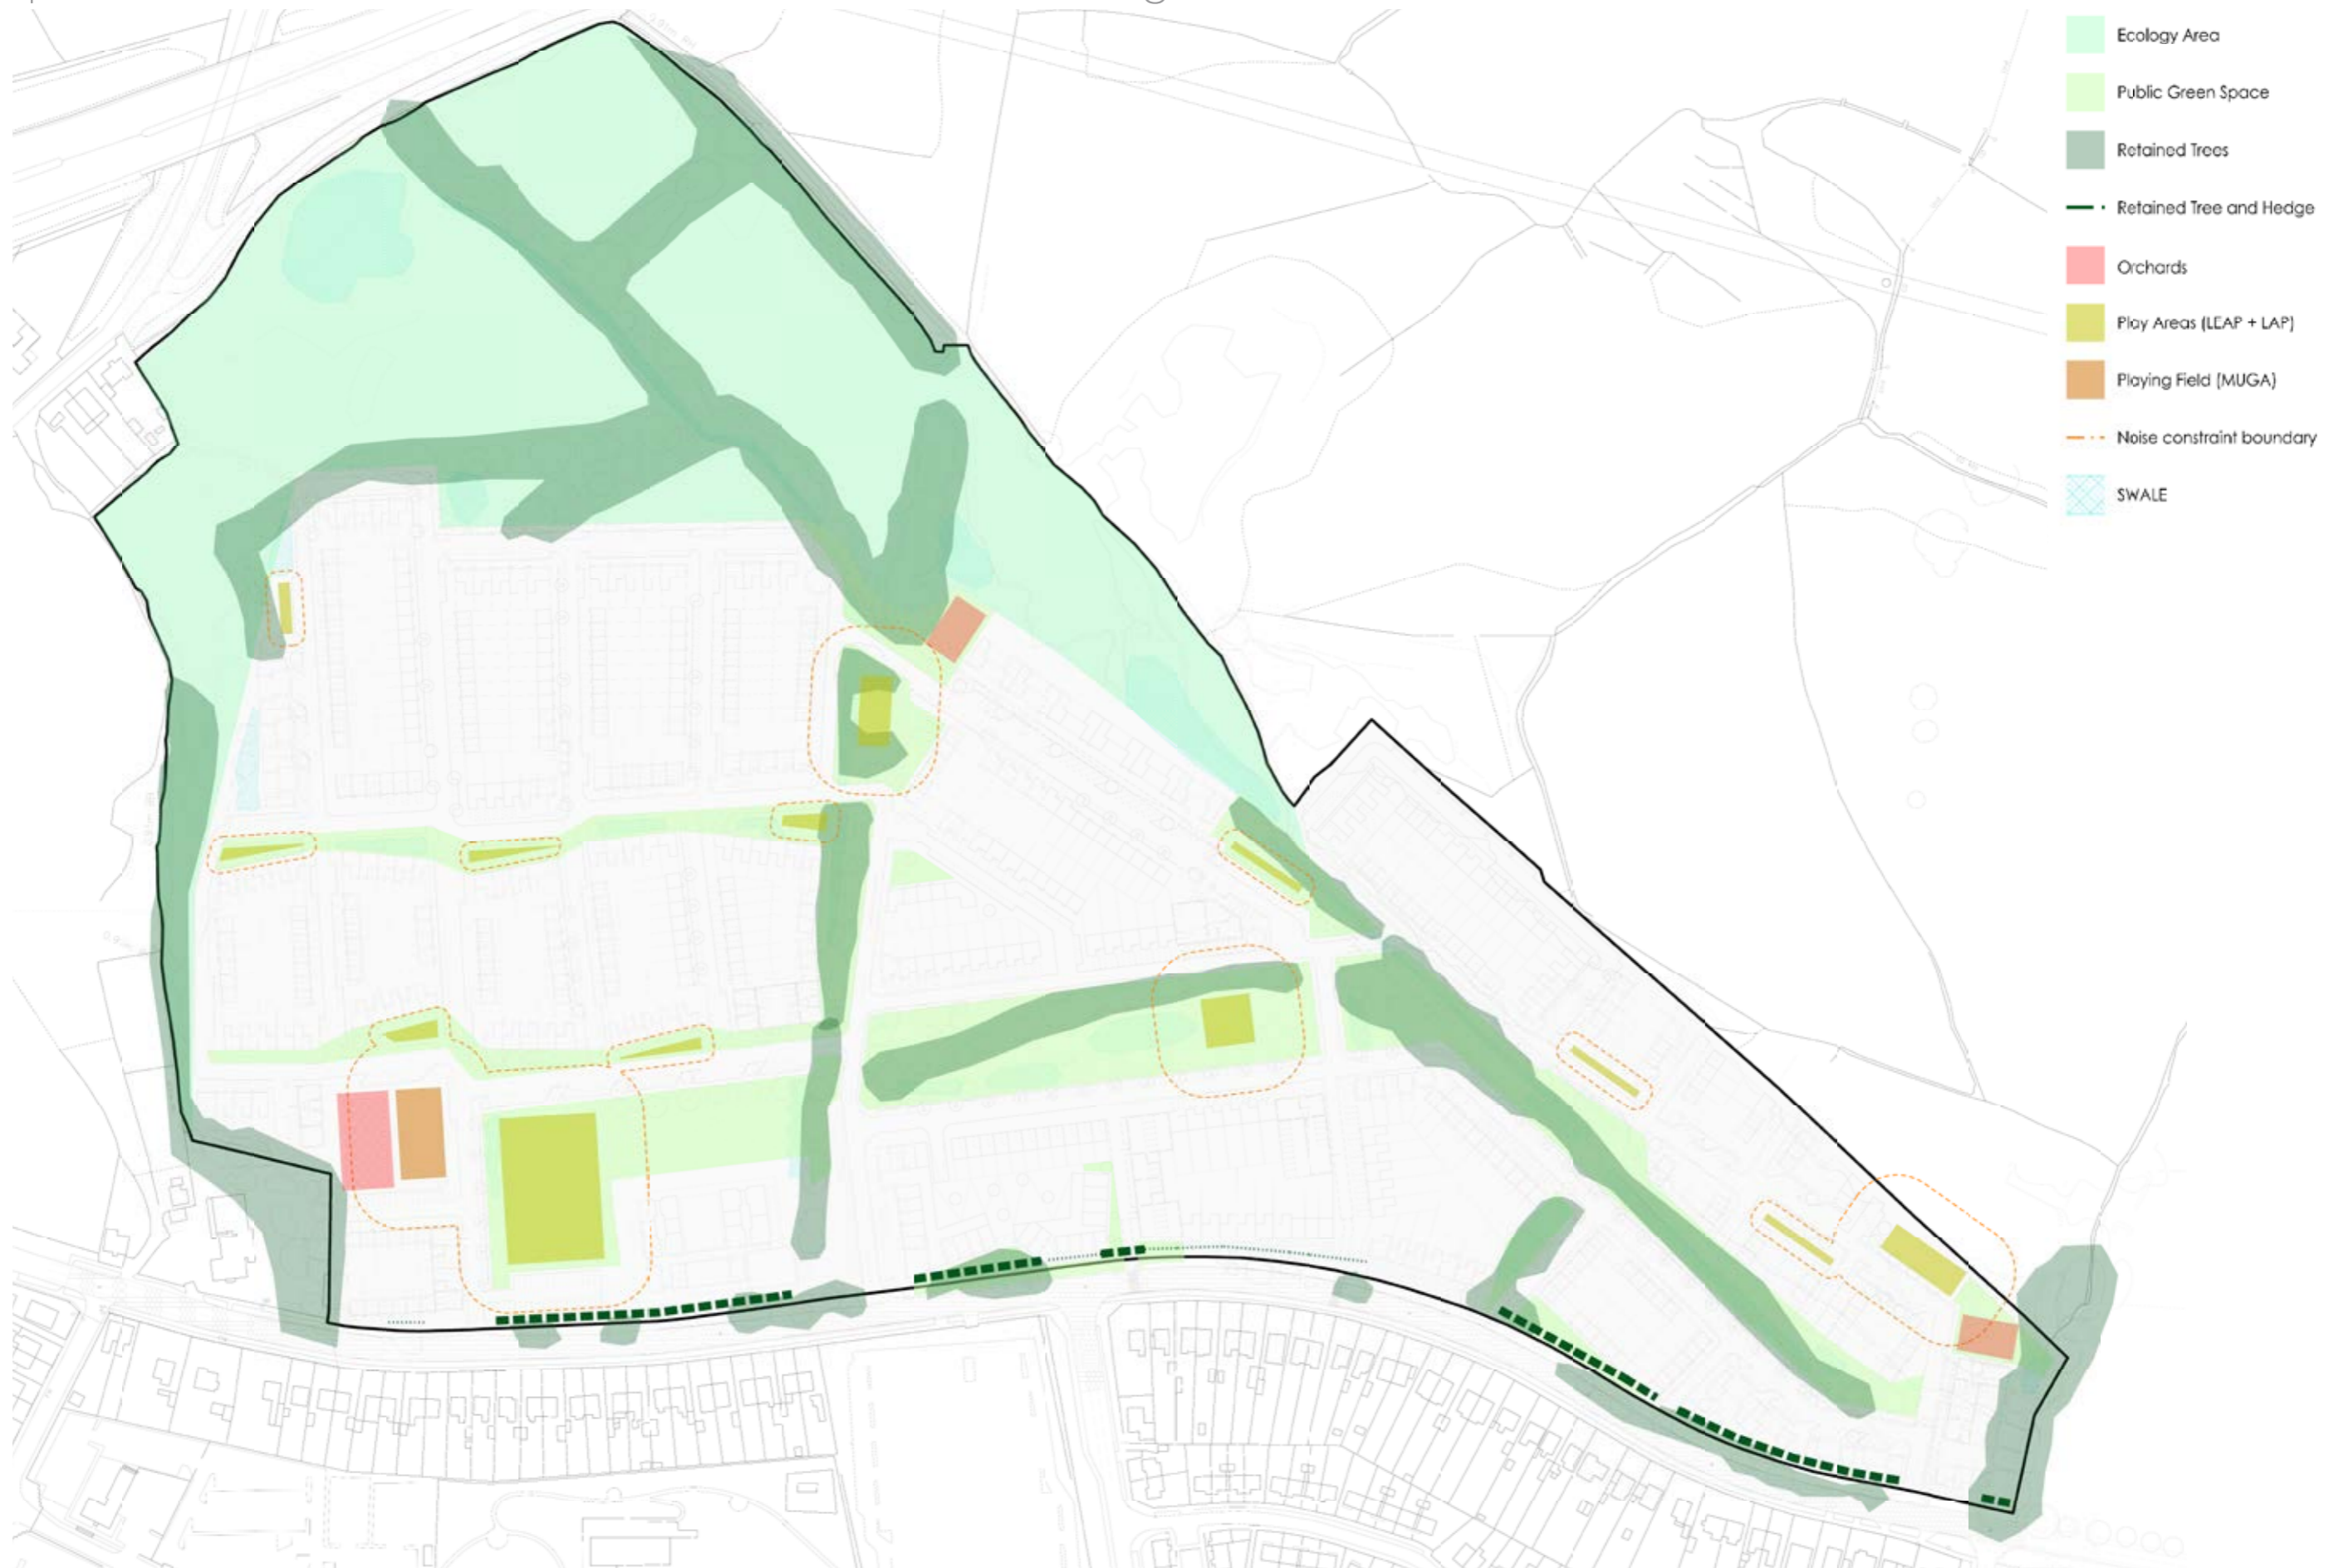 Ecology Area
Public Green Space
Retained Trees
Retained Tree and Hedge
Orchards
Play Areas (LEAP + LAP)
Playing Field (MUGA)
Noise constraint boundary
SWALE